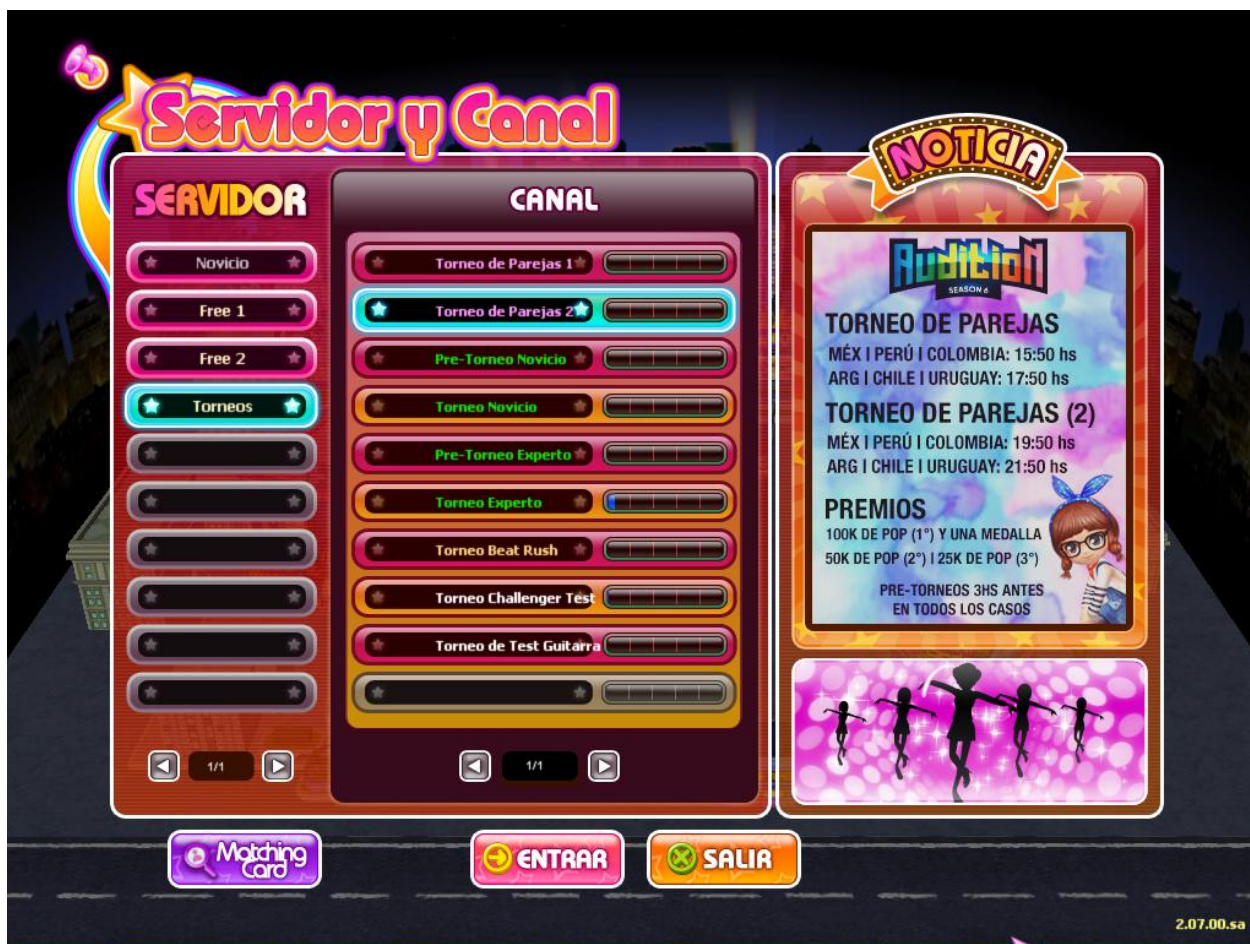 Servidor y Canal
SERVIDOR
Novicio
Free 1
Free 2
Torneos
1/1
CANAL
Torneo de Parejas 1
Torneo de Parejas 2
Pre-Torneo Novicio
Torneo Novicio
Pre-Torneo Experto
Torneo Experto
Torneo Beat Rush
Torneo Challenger Test
Torneo de Test Guitarra
1/1
NOTICIA
AUDITION
SEASON 6
TORNEO DE PAREJAS
MÉX I PERÚ I COLOMBIA: 15:50 hs
ARG I CHILE I URUGUAY: 17:50 hs
TORNEO DE PAREJAS (2)
MÉX I PERÚ I COLOMBIA: 19:50 hs
ARG I CHILE I URUGUAY: 21:50 hs
PREMIOS
100K DE POP (1°) Y UNA MEDALLA
50K DE POP (2°) I 25K DE POP (3°)
PRE-TORNEOS 3HS ANTES
EN TODOS LOS CASOS
Matching
Card
ENTRAR
SALIR
2.07.00.sa